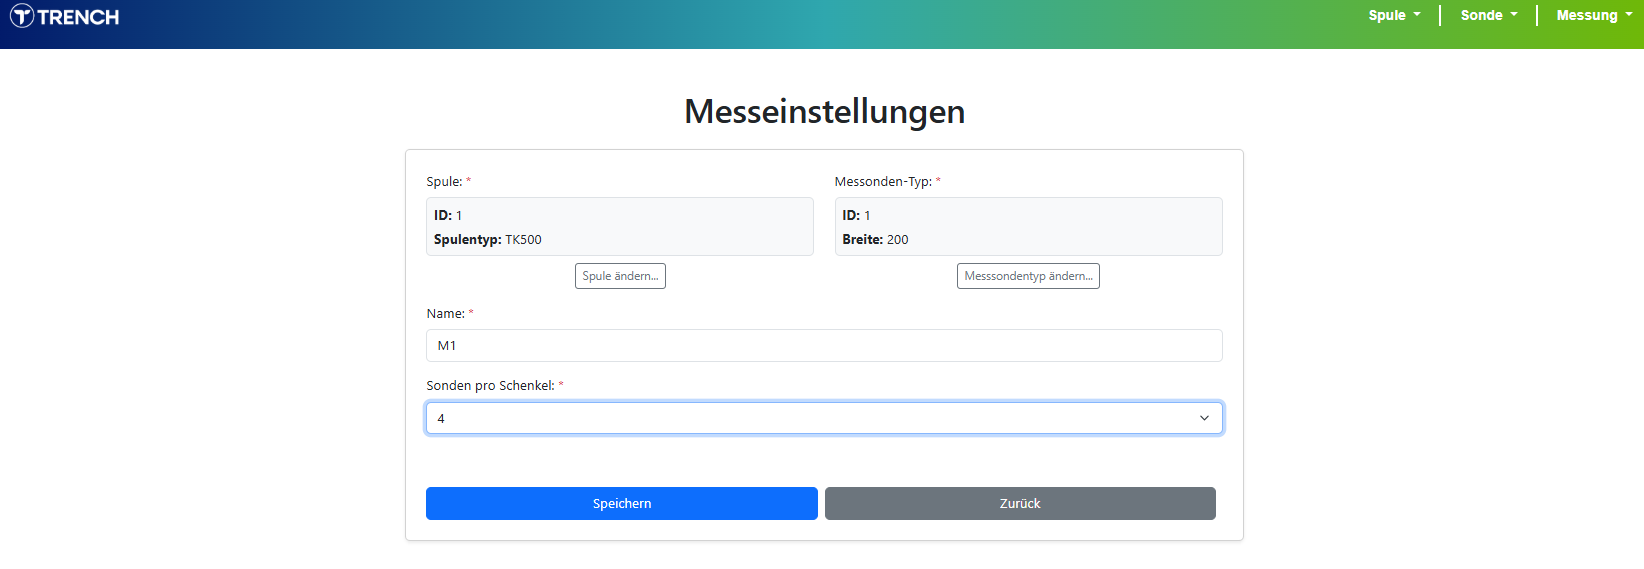 TRENCH
Spule
Sonde
Messung
Messeinstellungen
Spule: *
Messonden-Typ: *
ID: 1
Spulentyp: TK500
ID: 1
Breite: 200
Spule ändern...
Messsondentyp ändern...
Name: *
M1
Sonden pro Schenkel: *
4
Speichern
Zurück